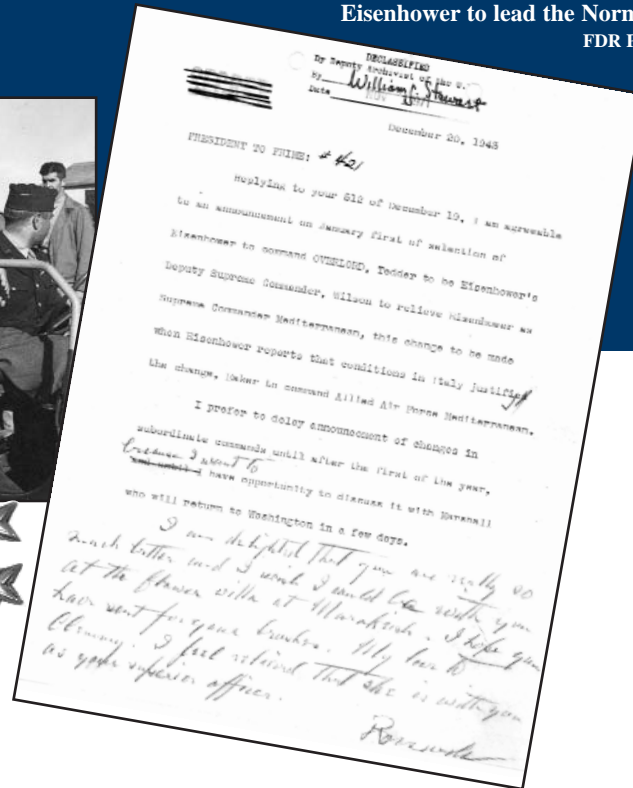 Eisenhower to lead the Norm
FDR
DECLASSIFIED
By Deputy Archivist of the U.S.
By William J. Stewart
Date NOV
December 20, 1943
PRESIDENT TO PRIME: # 421
Replying to your 512 of December 19. I am agreeable
to an announcement on January first of selection of
Eisenhower to command OVERLORD, Tedder to be Eisenhower's
Deputy Supreme Commander, Wilson to relieve Eisenhower as
Supreme Commander Mediterranean, this change to be made
when Eisenhower reports that conditions in Italy justify
the change, Eaker to command Allied Air Force Mediterranean.
I prefer to delay announcement of changes in
subordinate commands until after the first of the year,
because I want to
and until I have opportunity to discuss it with Marshall
who will return to Washington in a few days.
I am delighted that you are really so
much better and I wish I could be with you
at the flower villa at Marakesh. I hope you
have sent for your brushes. My love to
Clemmy. I feel relieved that she is with you
as your superior officer.
Roosevelt